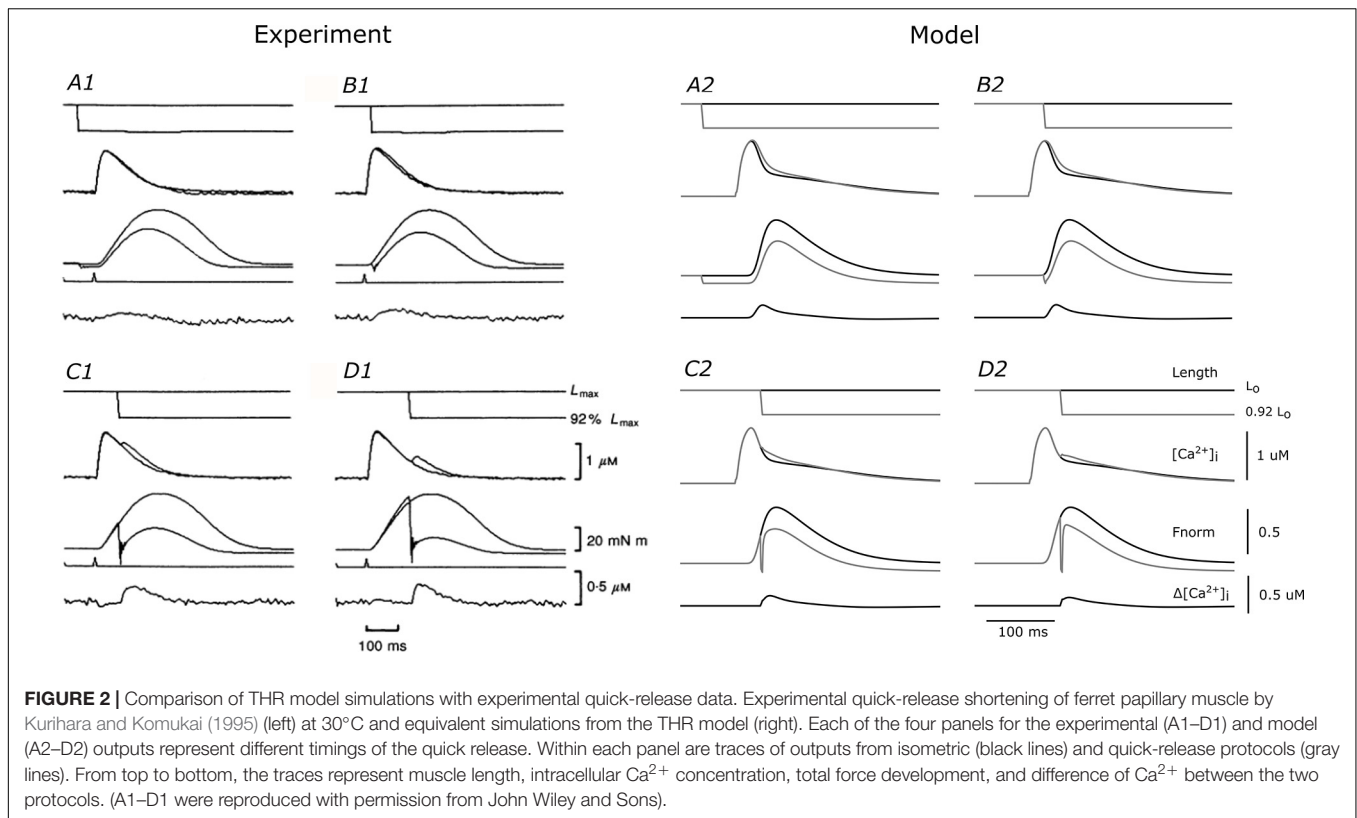 Experiment
Model
A1
B1
A2
B2
C1
D1
L max
92% L max
1 μM
20 mN m
0·5 μM
100 ms
C2
D2
Length
Lo
0.92 Lo
[Ca2+]i
1 uM
Fnorm
0.5
Δ[Ca2+]i
0.5 uM
100 ms
FIGURE 2 | Comparison of THR model simulations with experimental quick-release data. Experimental quick-release shortening of ferret papillary muscle by
Kurihara and Komukai (1995) (left) at 30°C and equivalent simulations from the THR model (right). Each of the four panels for the experimental (A1–D1) and model
(A2–D2) outputs represent different timings of the quick release. Within each panel are traces of outputs from isometric (black lines) and quick-release protocols (gray
lines). From top to bottom, the traces represent muscle length, intracellular Ca2+ concentration, total force development, and difference of Ca2+ between the two
protocols. (A1–D1 were reproduced with permission from John Wiley and Sons).